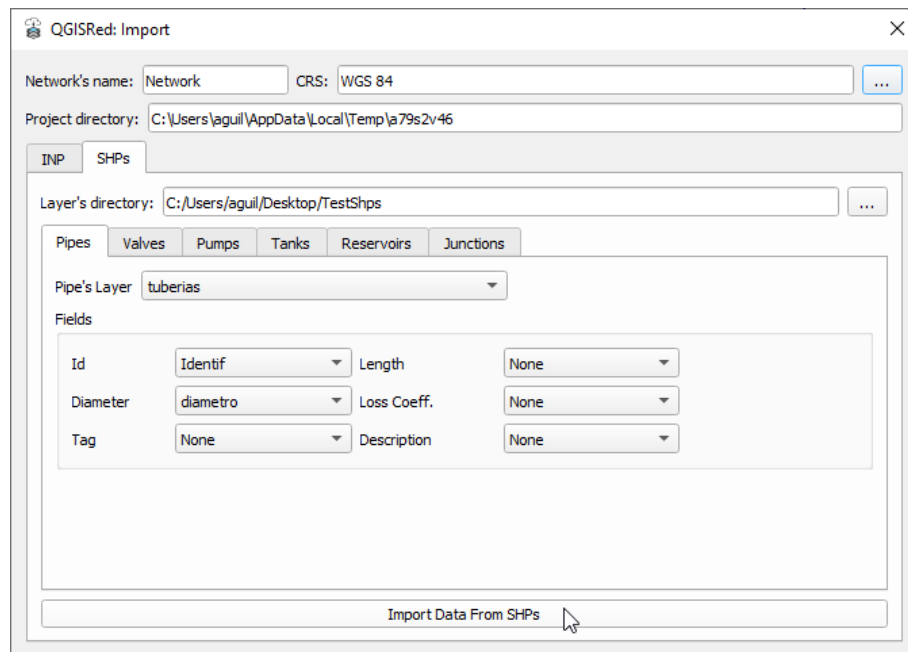 QGISRed: Import
Network's name: Network CRS: WGS 84 ...
Project directory: C:\Users\aguil\AppData\Local\Temp\a79s2v46
INP SHPs
Layer's directory: C:/Users/aguil/Desktop/TestShps ...
Pipes Valves Pumps Tanks Reservoirs Junctions
Pipe's Layer tuberias
Fields
Id Identif Length None
Diameter diametro Loss Coeff. None
Tag None Description None
Import Data From SHPs